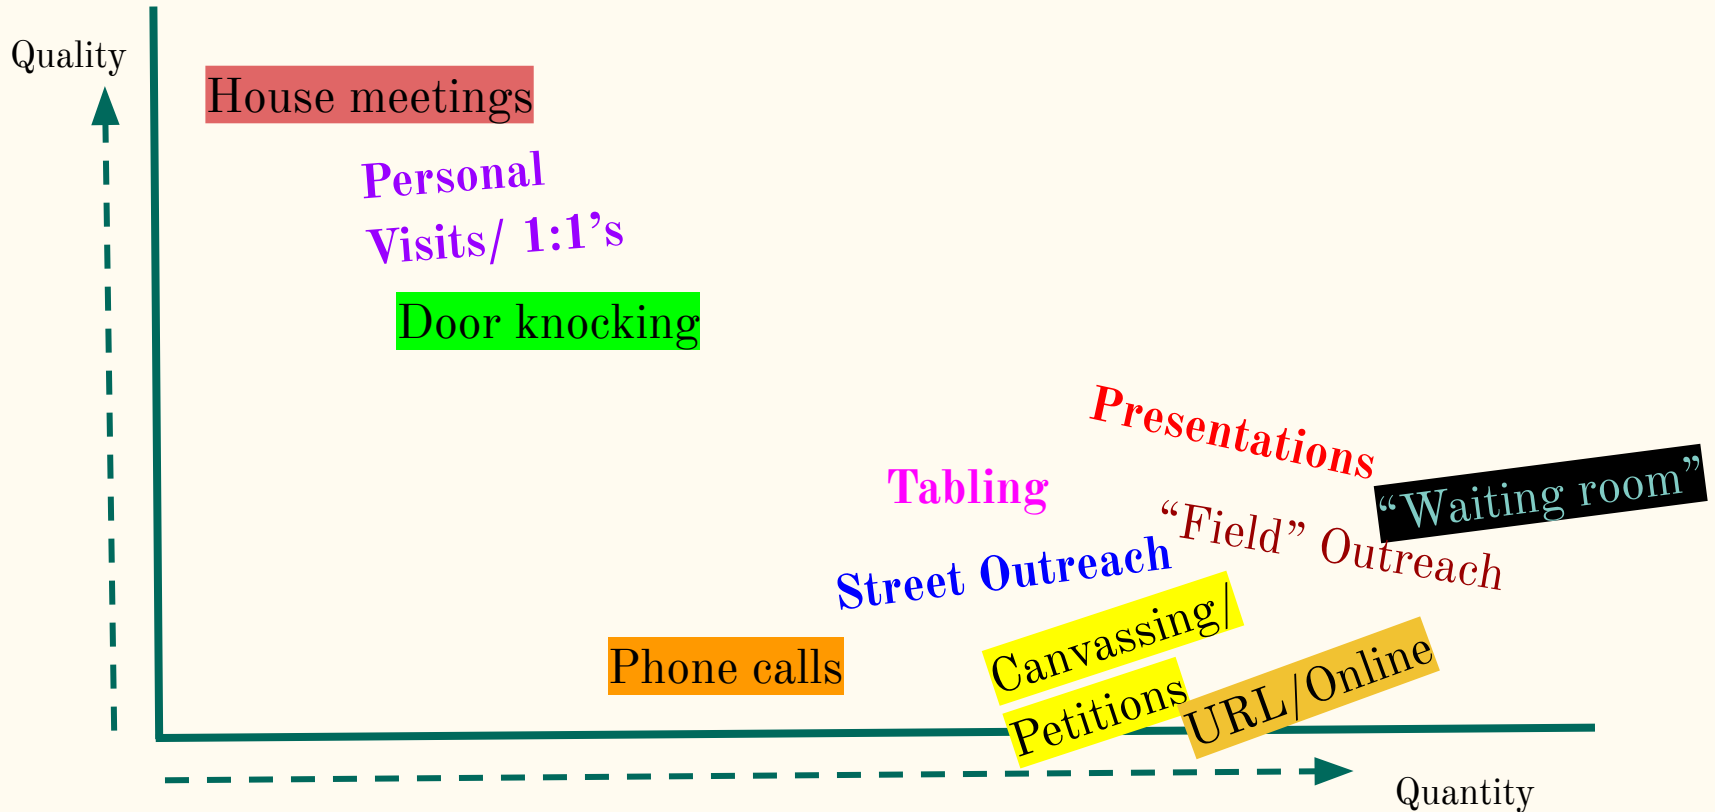 Quality
House meetings
Personal
Visits/ 1:1’s
Door knocking
Presentations
Tabling
“Waiting room”
“Field” Outreach
Street Outreach
Canvassing/
Petitions
Phone calls
URL/Online
Quantity